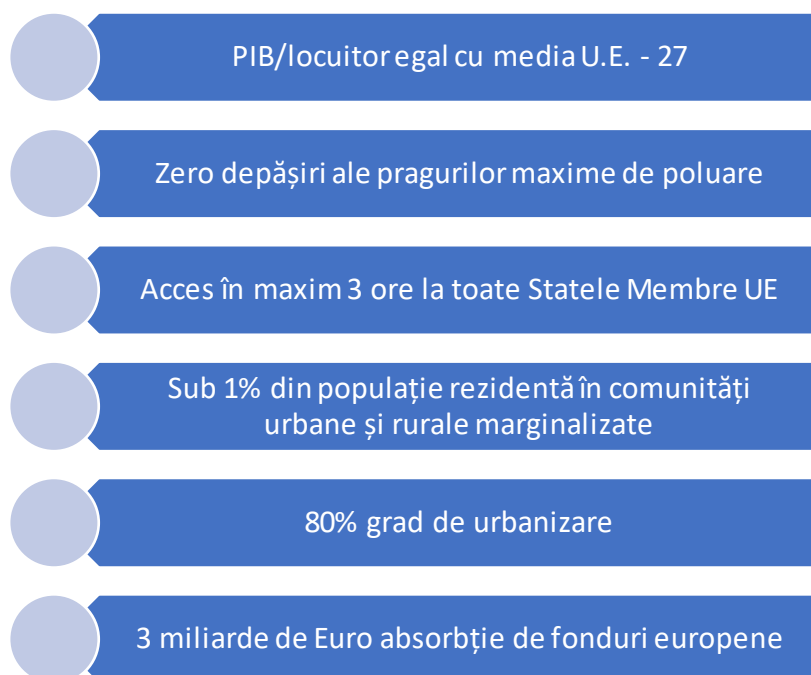 PIB/locuitor egal cu media U.E. - 27
Zero depășiri ale pragurilor maxime de poluare
Acces în maxim 3 ore la toate Statele Membre UE
Sub 1% din populație rezidentă în comunități
urbane și rurale marginalizate
80% grad de urbanizare
3 miliarde de Euro absorbție de fonduri europene